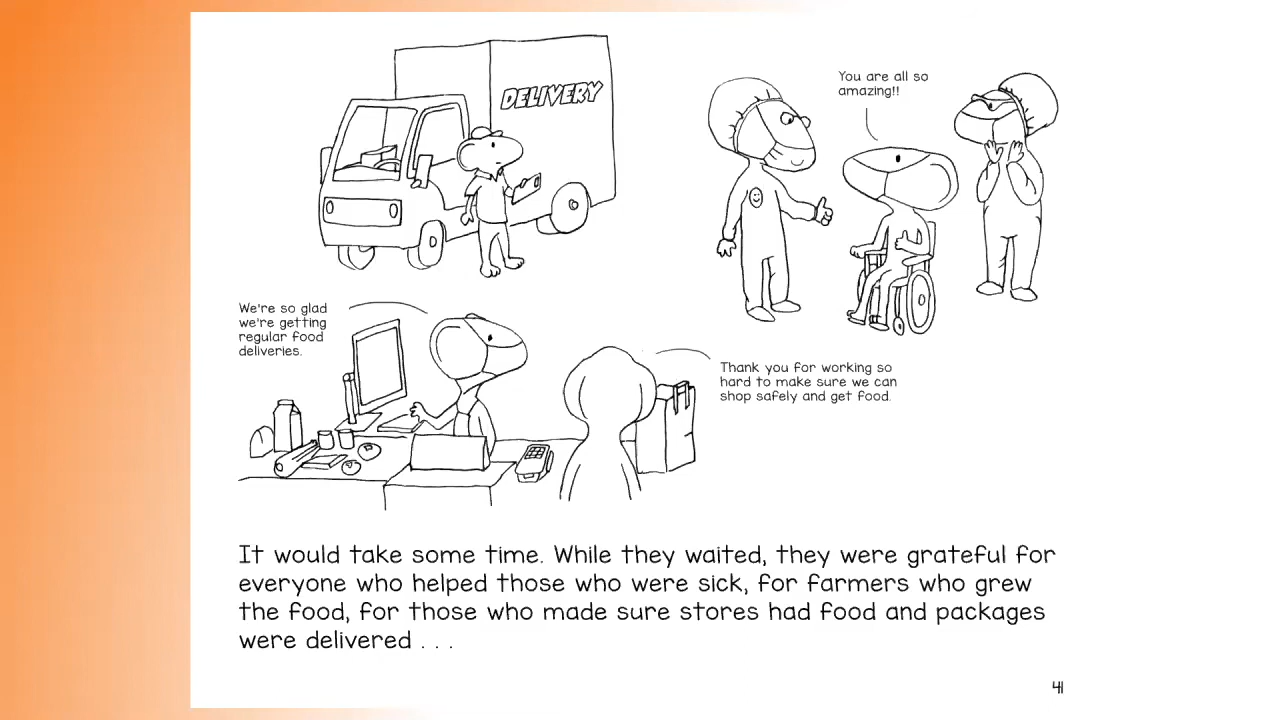 DELIVERY
You are all so
amazing!!
We're so glad
we're getting
regular food
deliveries.
Thank you for working so
hard to make sure we can
shop safely and get food.
It would take some time. While they waited, they were grateful for
everyone who helped those who were sick, for farmers who grew
the food, for those who made sure stores had food and packages
were delivered . . .
41